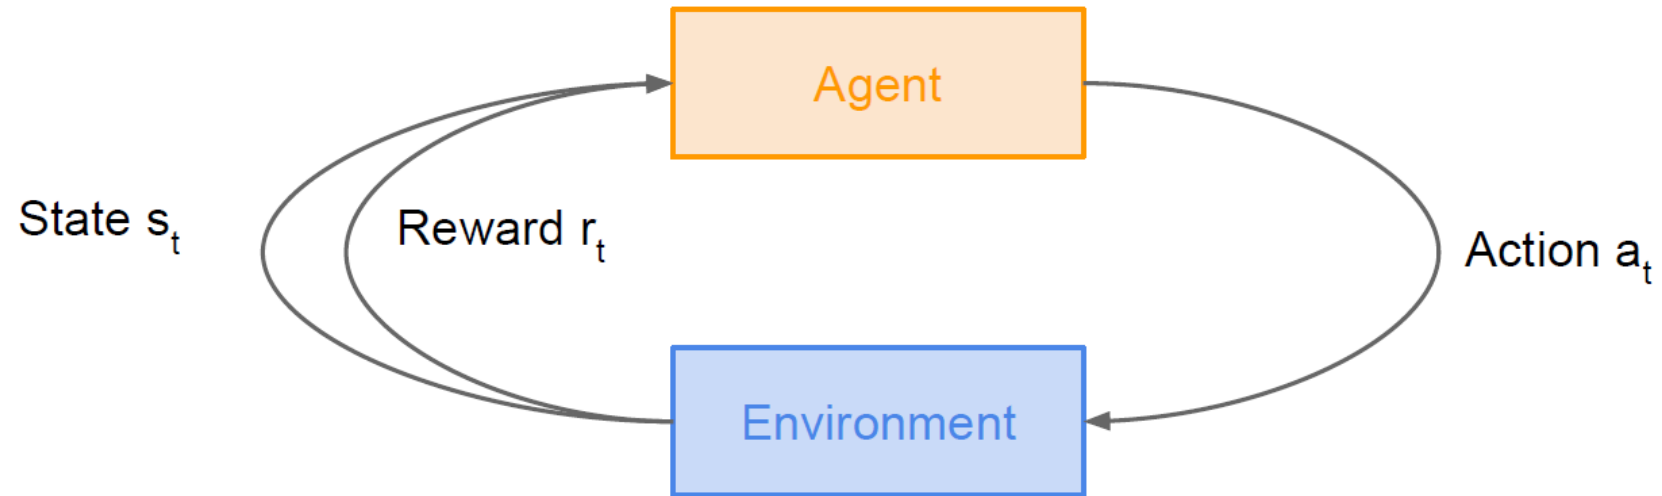 Agent
State s_t
Reward r_t
Action a_t
Environment